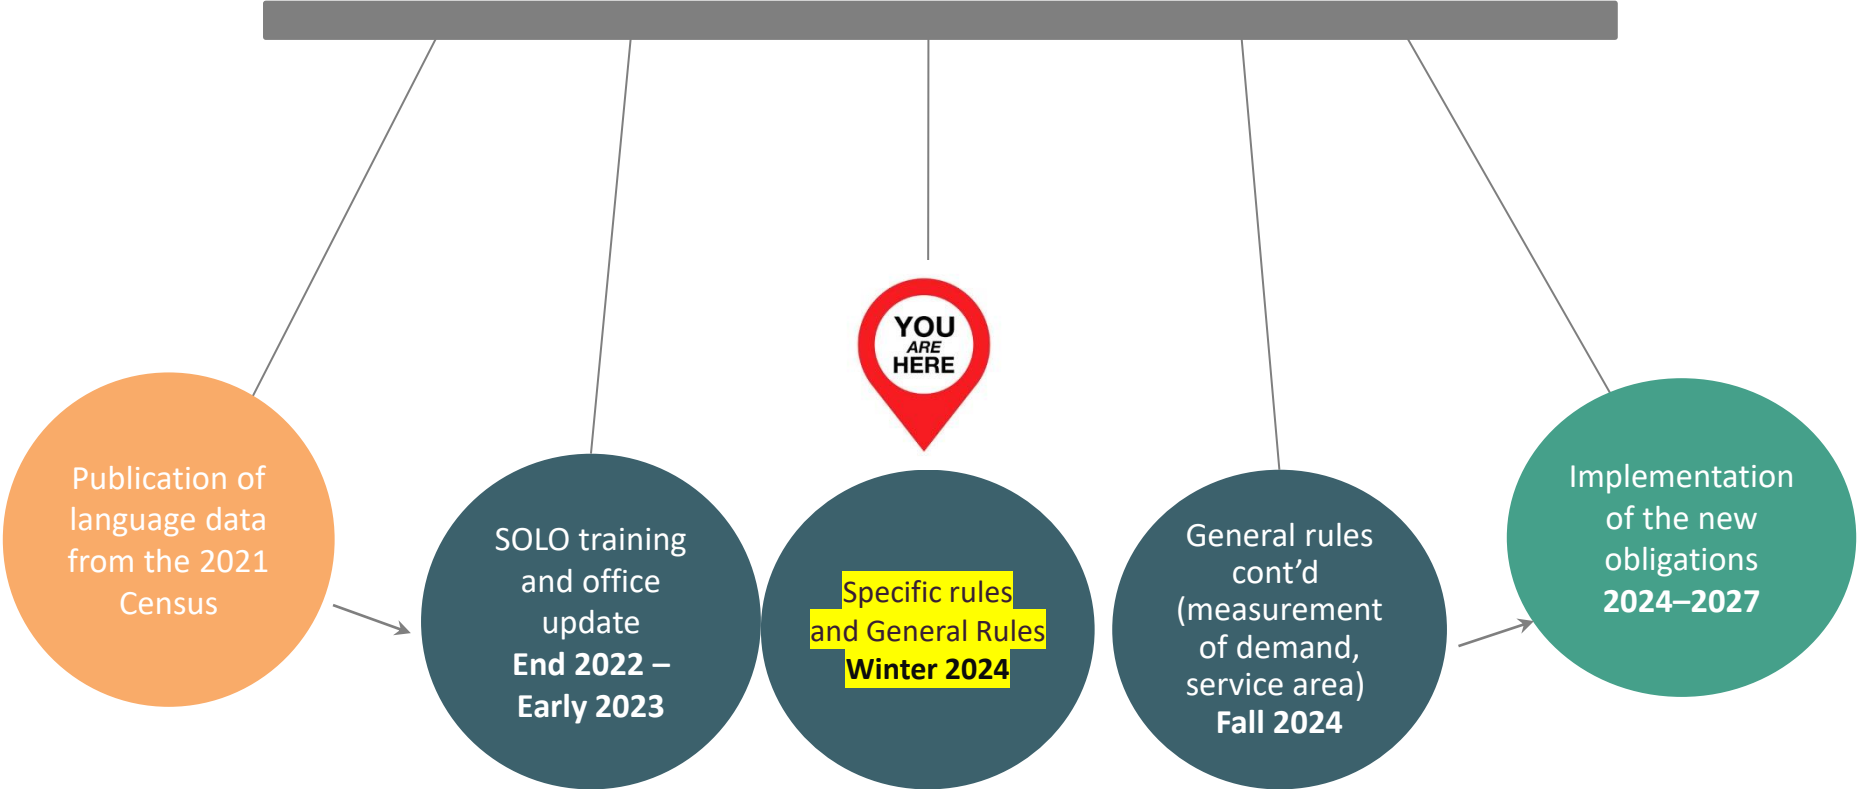 YOU
ARE
HERE
Publication of
language data
from the 2021
Census
SOLO training
and office
update
End 2022 –
Early 2023
Specific rules
and General Rules
Winter 2024
General rules
cont’d
(measurement
of demand,
service area)
Fall 2024
Implementation
of the new
obligations
2024–2027